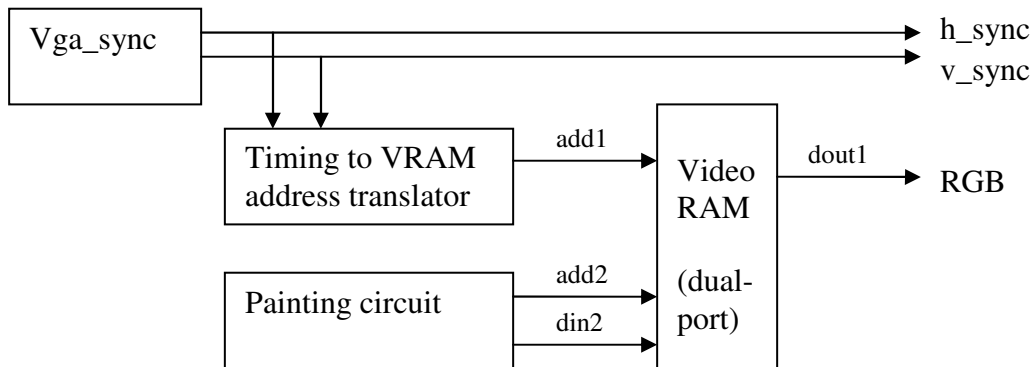 Vga_sync
h_sync
v_sync
Timing to VRAM
address translator
add1
Video
RAM
(dual-
port)
dout1
RGB
Painting circuit
add2
din2